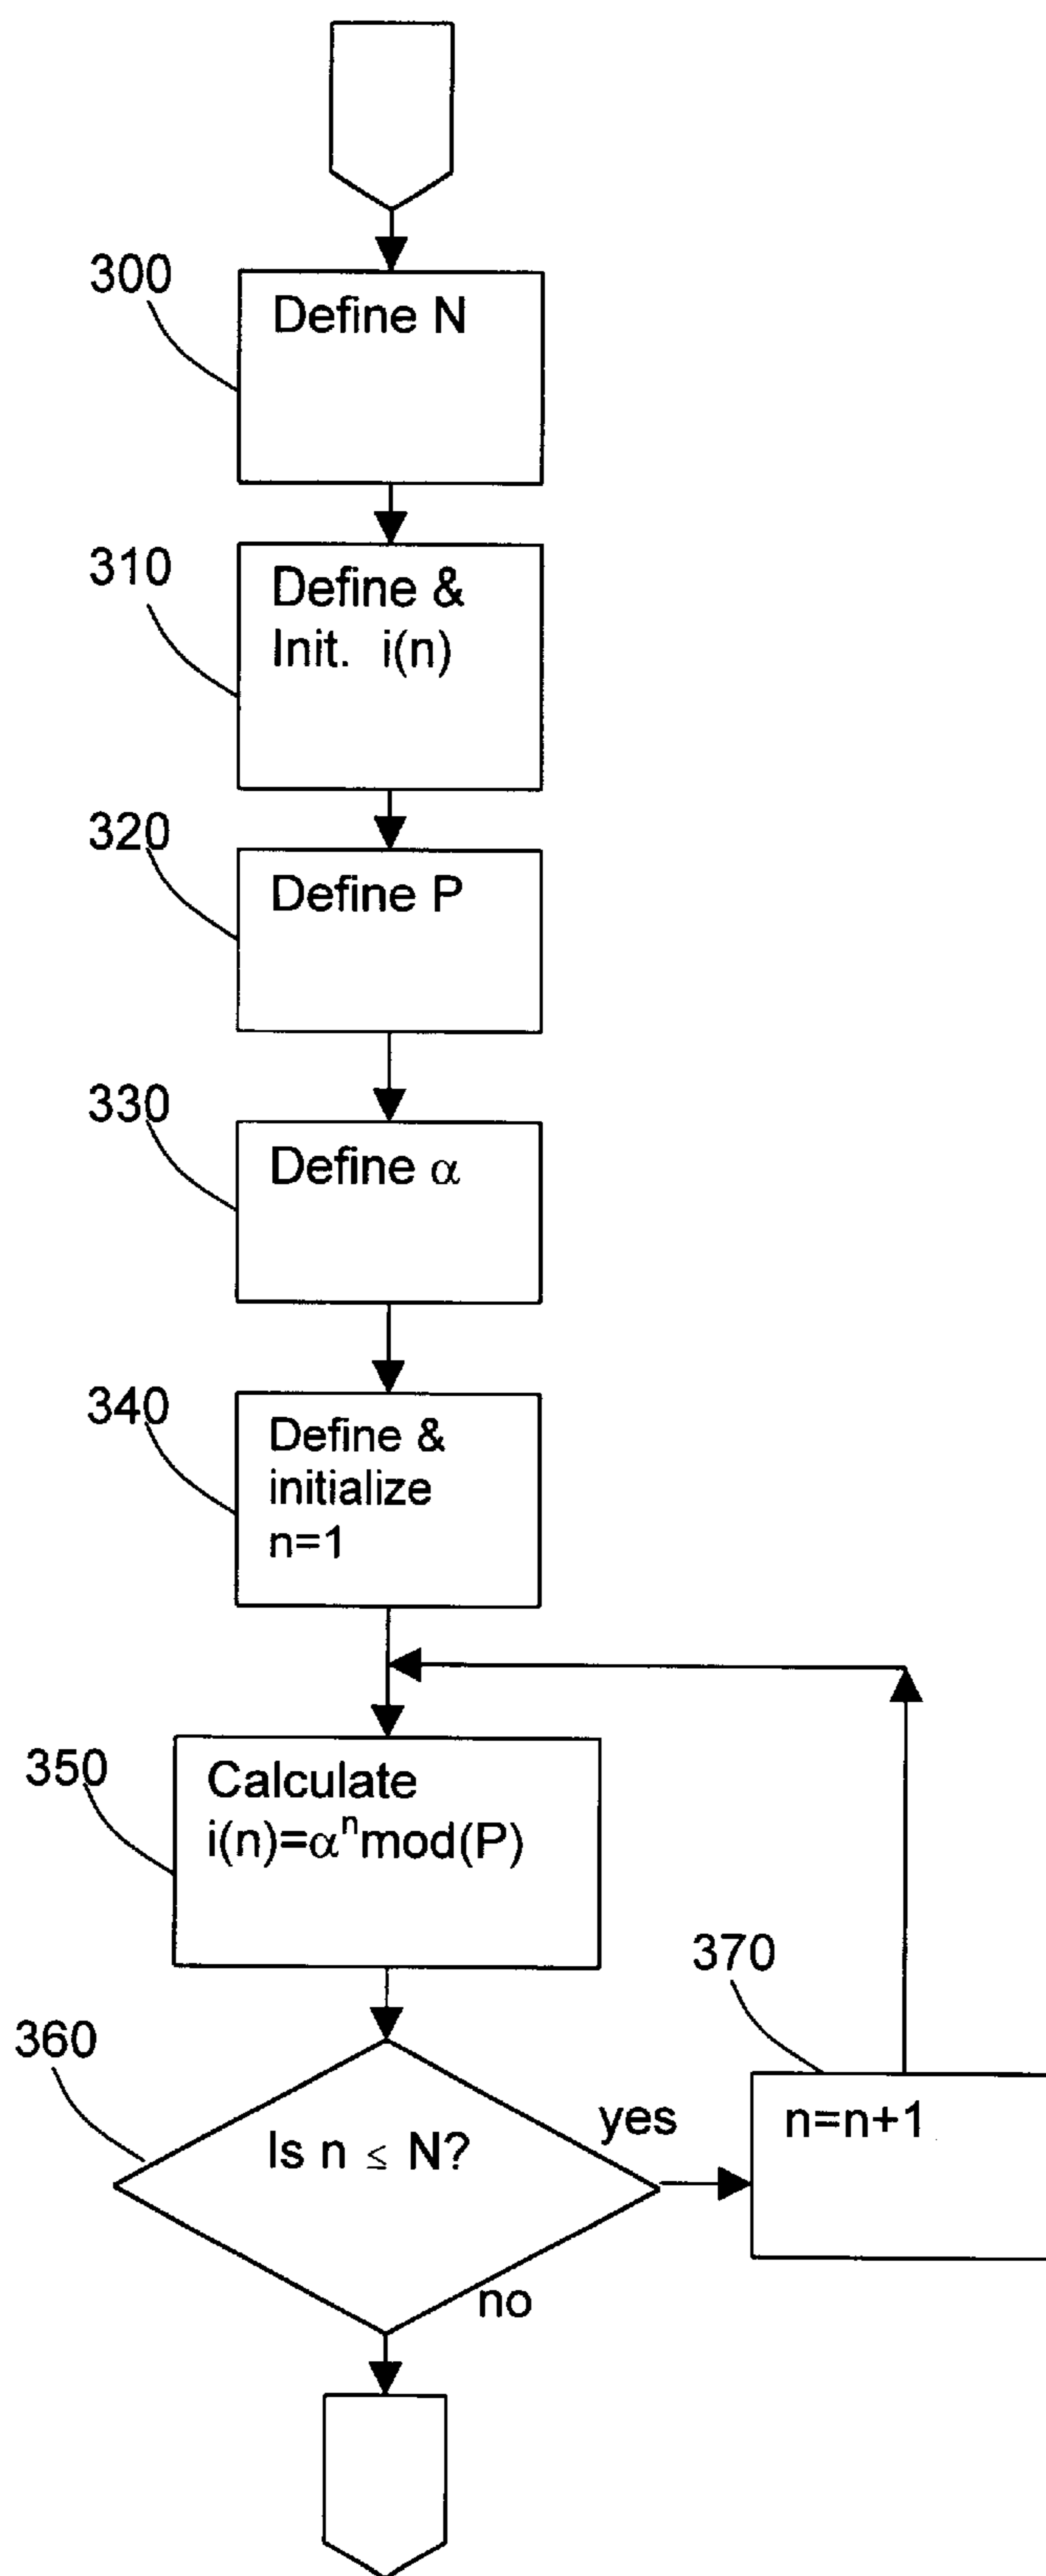 300
Define N
310
Define &
Init. i(n)
320
Define P
330
Define α
340
Define &
initialize
n=1
350
Calculate
i(n)=αⁿmod(P)
360
Is n ≤ N?
yes
370
n=n+1
no